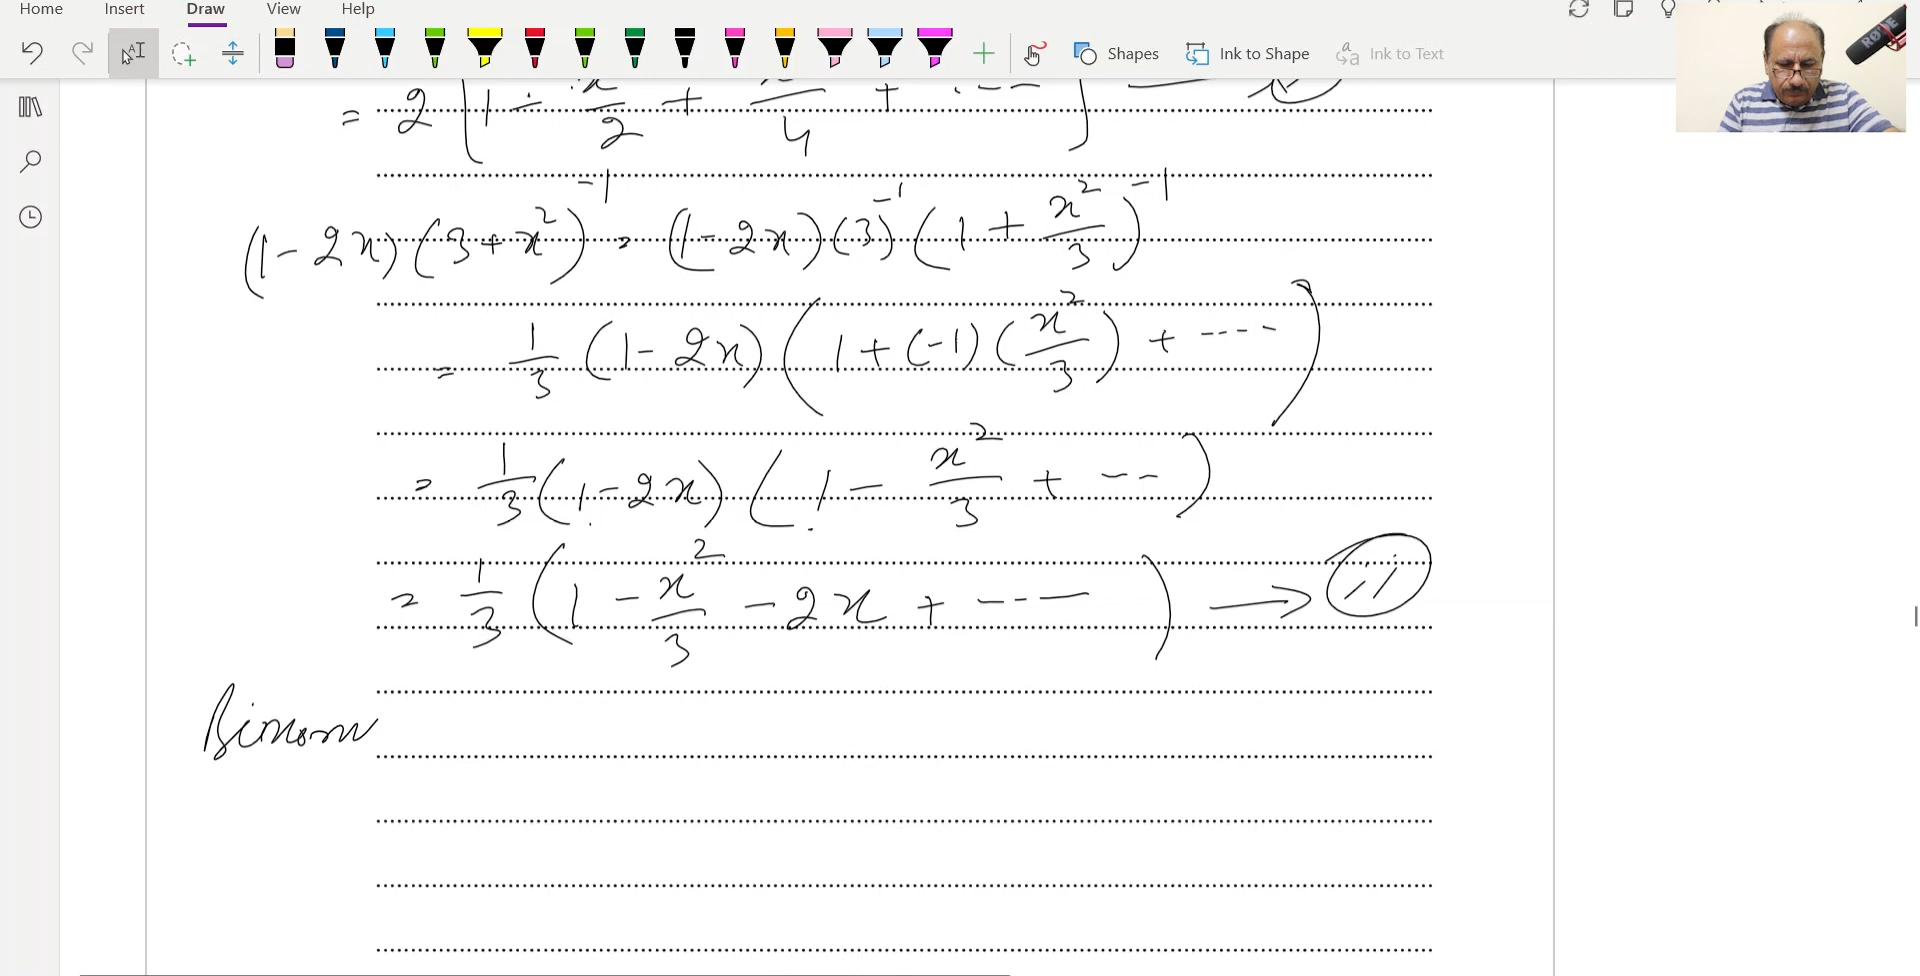 Home Insert Draw View Help
Shapes Ink to Shape Ink to Text
RØDE
= 2 [1 ÷ x/2 + x/4 + ---]
(1-2x)(3+x²)⁻¹ = (1-2x)(3)⁻¹(1 + x²/3)⁻¹
= 1/3 (1-2x)(1+(-1)(x²/3) + ----)
= 1/3(1-2x)(1 - x²/3 + --)
= 1/3 (1 - x²/3 - 2x + ---) → ii
Binom